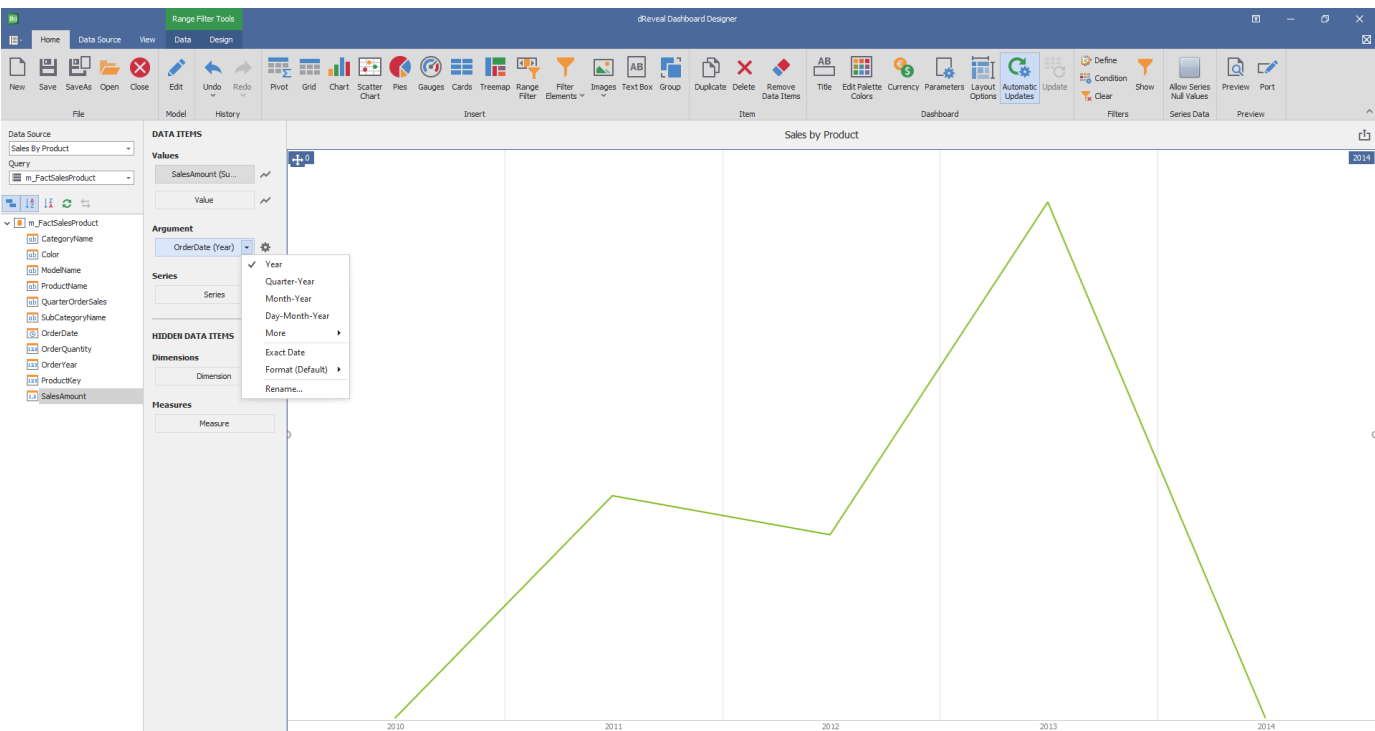 Range Filter Tools
dReveal Dashboard Designer
Home Data Source View Data Design
New Save SaveAs Open Close Edit Undo Redo Pivot Grid Chart Scatter Chart Pies Gauges Cards Treemap Range Filter Filter Elements Images Text Box Group Duplicate Delete Remove Data Items Title Edit Palette Colors Currency Parameters Layout Options Automatic Updates Update Define Condition Clear Show Allow Series Null Values Preview Port
File Model History Insert Item Dashboard Filters Series Data Preview
Data Source
Sales By Product
Query
m_FactSalesProduct
m_FactSalesProduct
CategoryName
Color
ModelName
ProductName
QuarterOrderSales
SubCategoryName
OrderDate
OrderQuantity
OrderYear
ProductKey
SalesAmount
DATA ITEMS
Values
SalesAmount (Su...
Value
Argument
OrderDate (Year)
Series
Series
HIDDEN DATA ITEMS
Dimensions
Dimension
Measures
Measure
Year
Quarter-Year
Month-Year
Day-Month-Year
More
Exact Date
Format (Default)
Rename...
Sales by Product
0
2014
2010 2011 2012 2013 2014